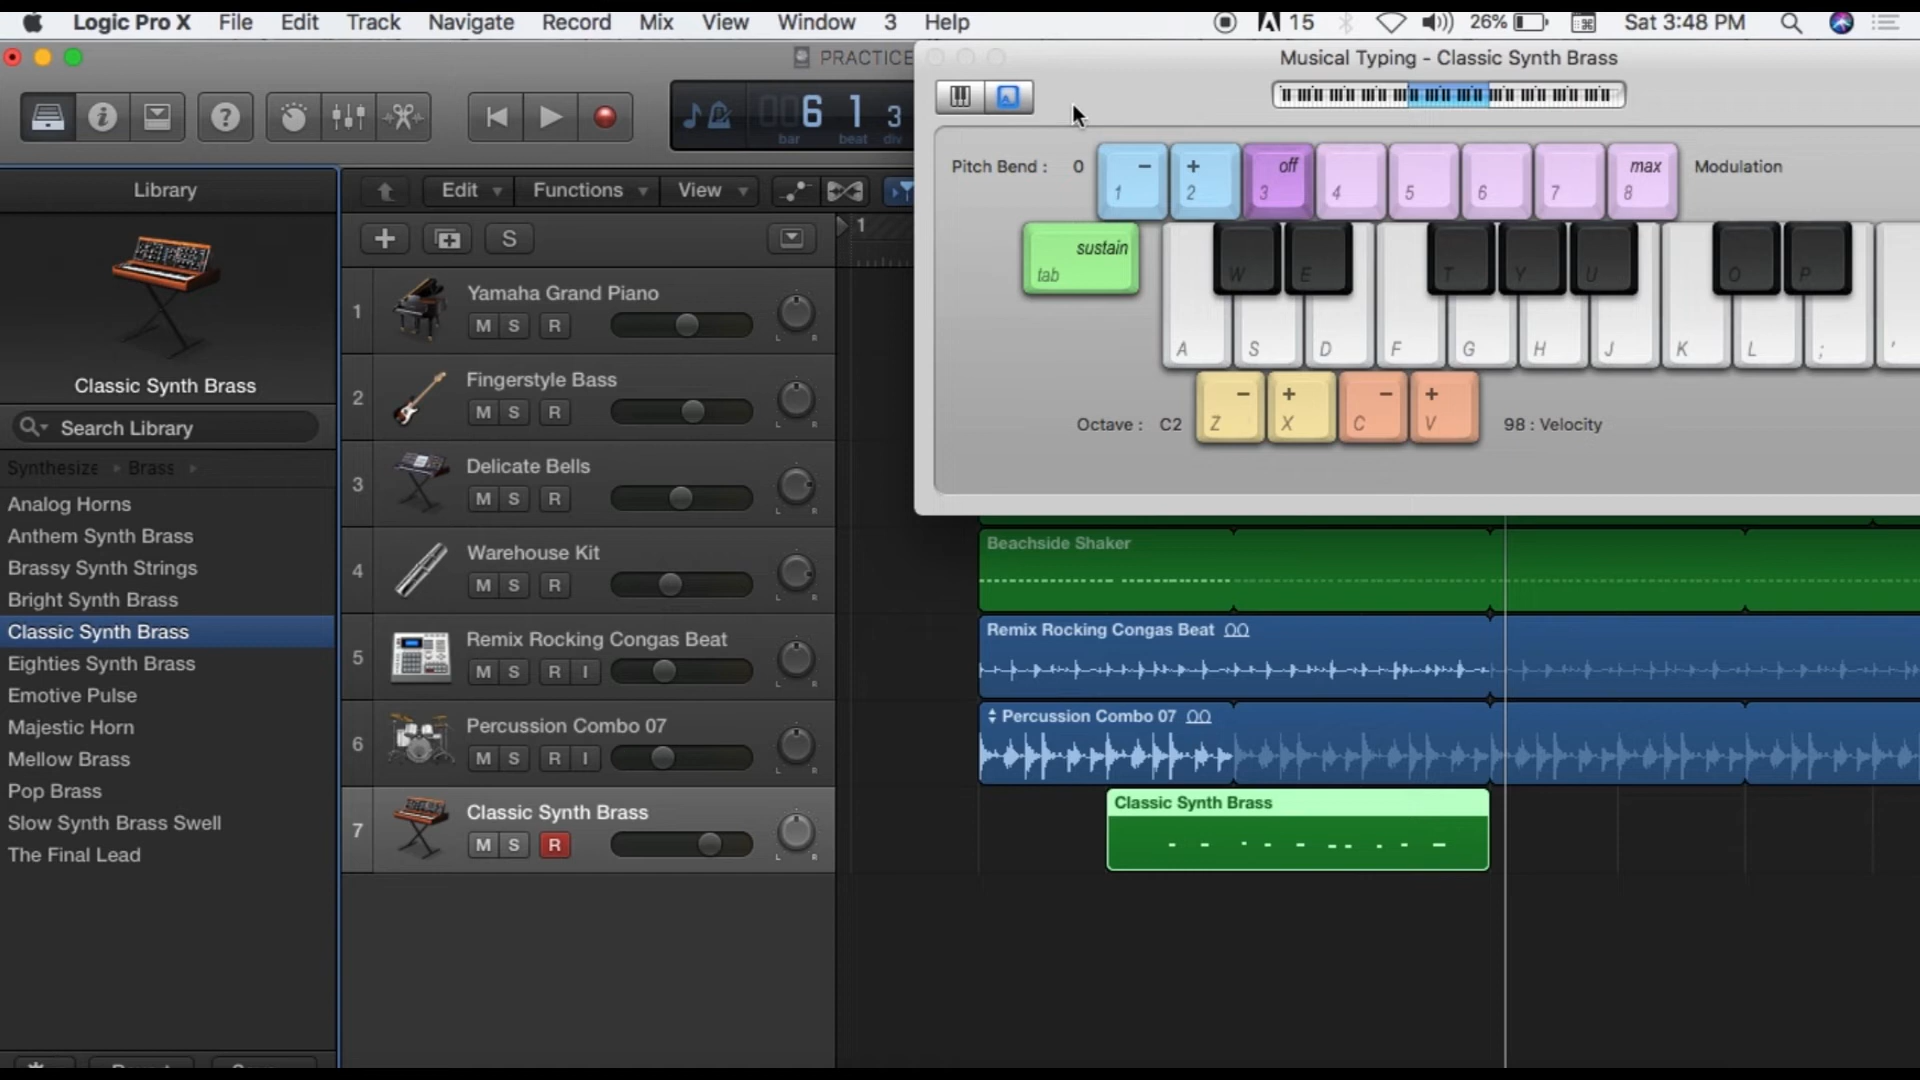 Logic Pro X File Edit Track Navigate Record Mix View Window 3 Help 15 26% Sat 3:48 PM
PRACTICE
Musical Typing - Classic Synth Brass
6 1 3
bar beat div
Pitch Bend : 0
- 1
+ 2
off 3
4
5
6
7
max 8
Modulation
Library
Edit Functions View
S
1
sustain
tab
W E T Y U O P
A S D F G H J K L ; '
- Z
+ X
- C
+ V
Octave : C2
98 : Velocity
Classic Synth Brass
Search Library
Synthesize Brass
Analog Horns
Anthem Synth Brass
Brassy Synth Strings
Bright Synth Brass
Classic Synth Brass
Eighties Synth Brass
Emotive Pulse
Majestic Horn
Mellow Brass
Pop Brass
Slow Synth Brass Swell
The Final Lead
1 Yamaha Grand Piano
M S R L R
2 Fingerstyle Bass
M S R L R
3 Delicate Bells
M S R L R
4 Warehouse Kit
M S R L R
5 Remix Rocking Congas Beat
M S R I L R
6 Percussion Combo 07
M S R I L R
7 Classic Synth Brass
M S R L R
Beachside Shaker
Remix Rocking Congas Beat
Percussion Combo 07
Classic Synth Brass